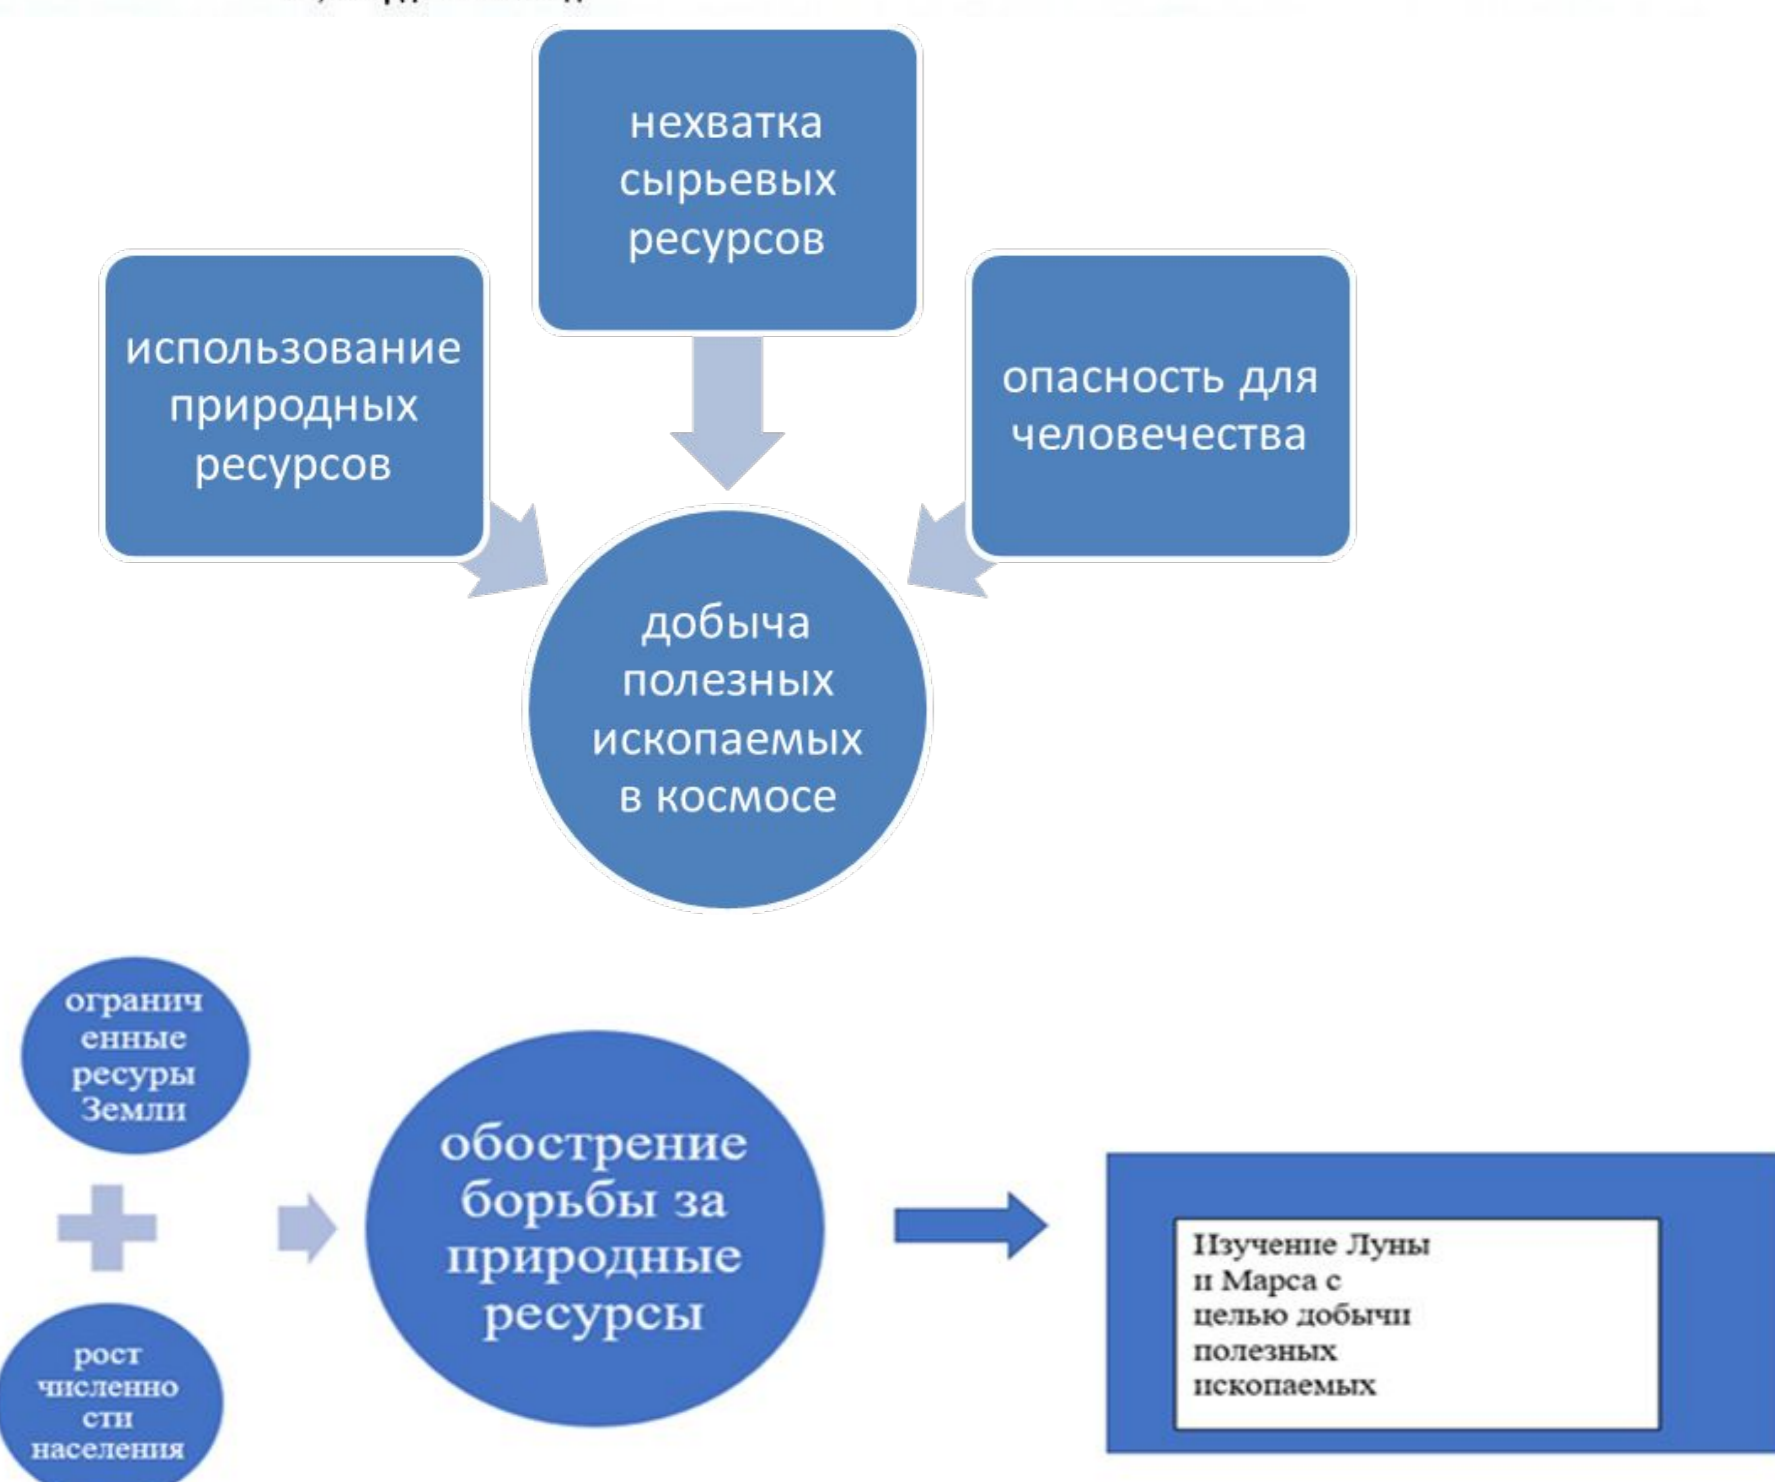 нехватка
сырьевых
ресурсов
использование
природных
ресурсов
опасность для
человечества
добыча
полезных
ископаемых
в космосе
огранич
енные
ресуры
Земли
обострение
борьбы за
природные
ресурсы
рост
численно
сти
населения
Изучение Луны
и Марса с
целью добычи
полезных
ископаемых